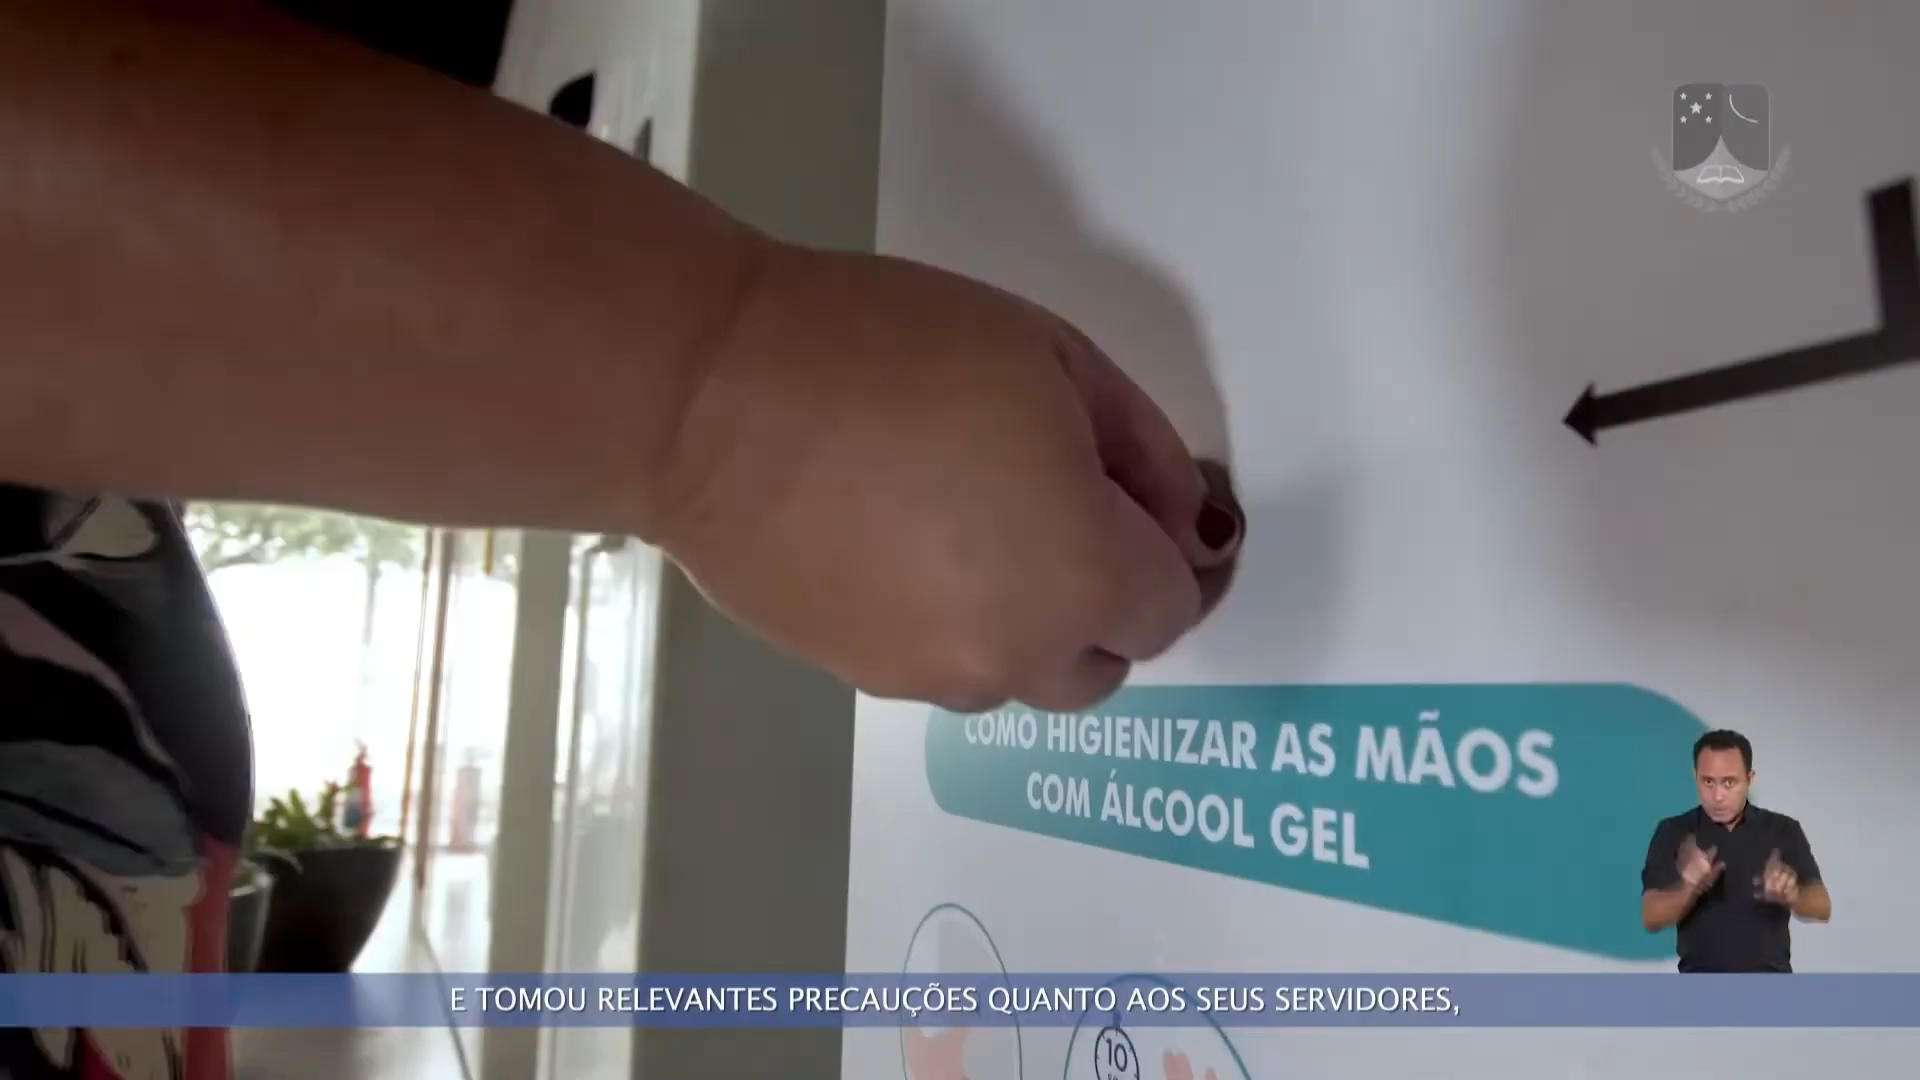 COMO HIGIENIZAR AS MÃOS
COM ÁLCOOL GEL
E TOMOU RELEVANTES PRECAUÇÕES QUANTO AOS SEUS SERVIDORES,
10